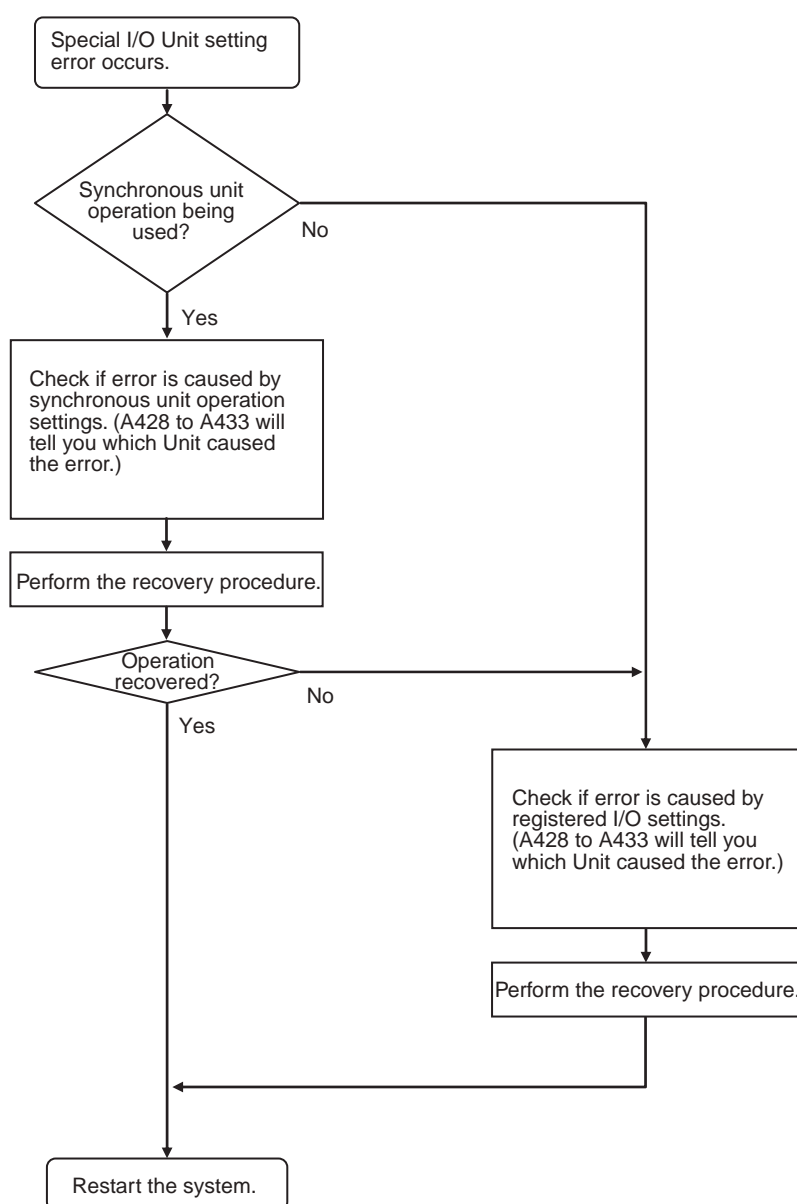 Special I/O Unit setting
error occurs.
Synchronous unit
operation being
used?
No
Yes
Check if error is caused by
synchronous unit operation
settings. (A428 to A433 will
tell you which Unit caused
the error.)
Perform the recovery procedure.
Operation
recovered?
No
Yes
Check if error is caused by
registered I/O settings.
(A428 to A433 will tell you
which Unit caused the error.)
Perform the recovery procedure.
Restart the system.